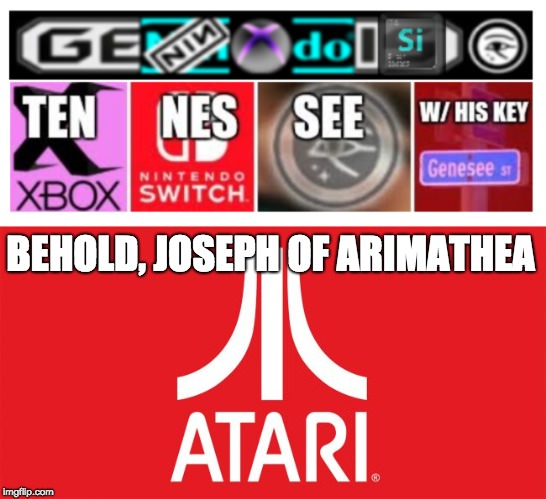 GE NIN do Si
TEN NES SEE W/ HIS KEY
XBOX NINTENDO SWITCH Genesee ST
BEHOLD, JOSEPH OF ARIMATHEA
ATARI
imgflip.com